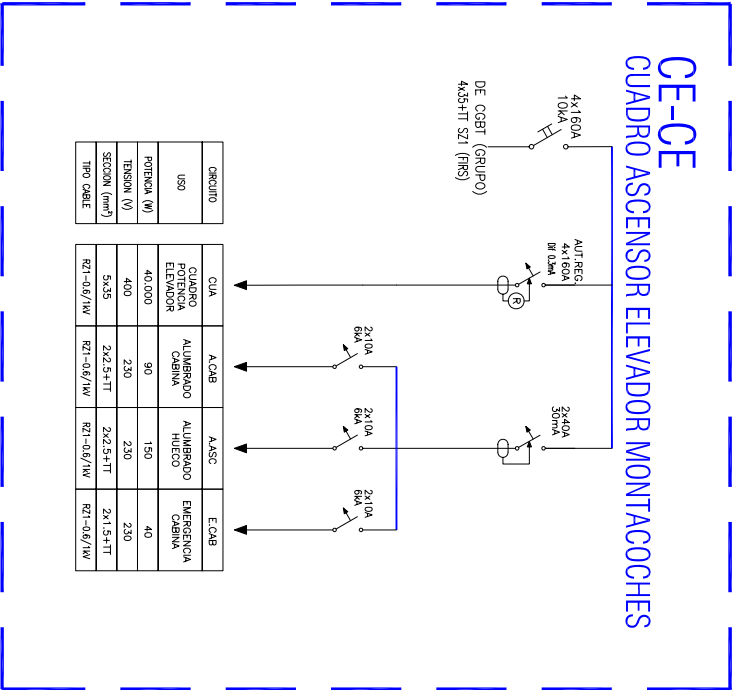 CE-CE
CUADRO ASCENSOR ELEVADOR MONTACOCHES
4x160A
10kA
DE CGBT (GRUPO)
4x35+TT SZ1 (FIRS)
AUT.REG.
4x160A
Dif 0.3mA
R
2x40A
30mA
2x10A
6kA
2x10A
6kA
2x10A
6kA
CIRCUITO CUA A.CAB A.ASC E.CAB
USO
CUADRO
POTENCIA
ELEVADOR
ALUMBRADO
CABINA
ALUMBRADO
HUECO
EMERGENCIA
CABINA
POTENCIA (W) 40.000 90 150 40
TENSION (V) 400 230 230 230
SECCION (mm²) 5x35 2x2.5+TT 2x2.5+TT 2x1.5+TT
TIPO CABLE RZ1-0.6/1kV RZ1-0.6/1kV RZ1-0.6/1kV RZ1-0.6/1kV